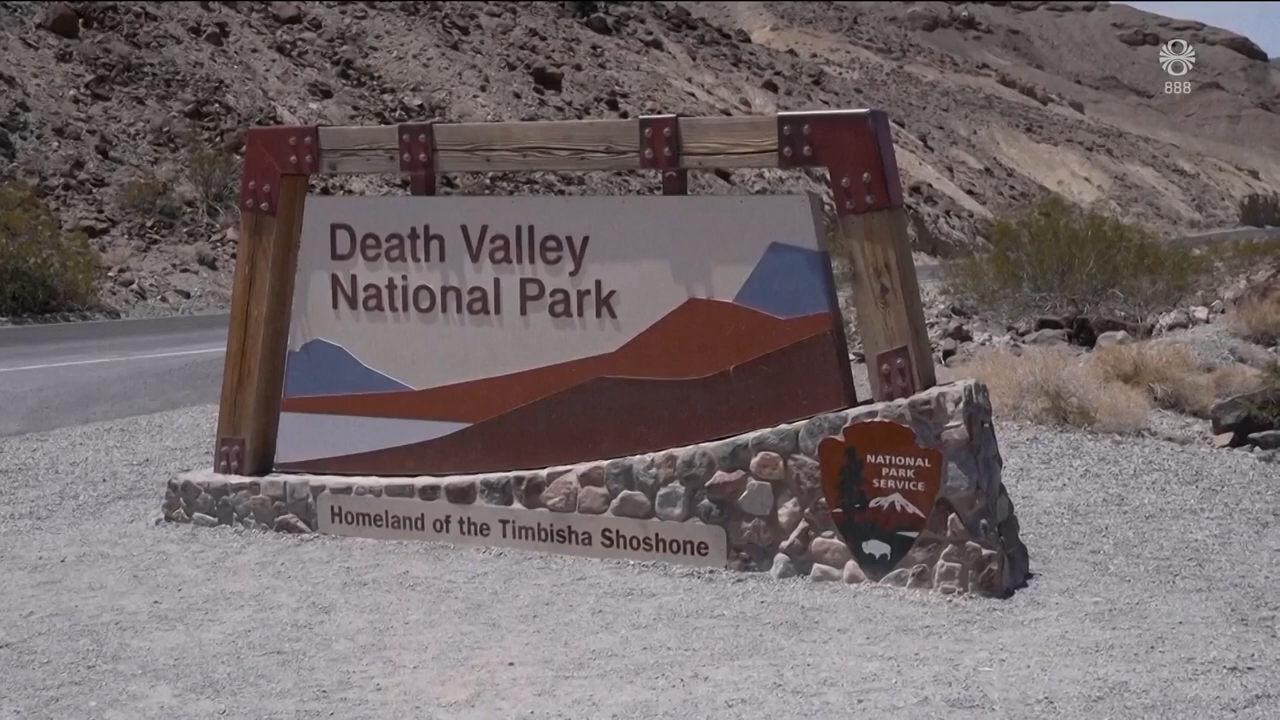 888
Death Valley
National Park
NATIONAL
PARK
SERVICE
Homeland of the Timbisha Shoshone